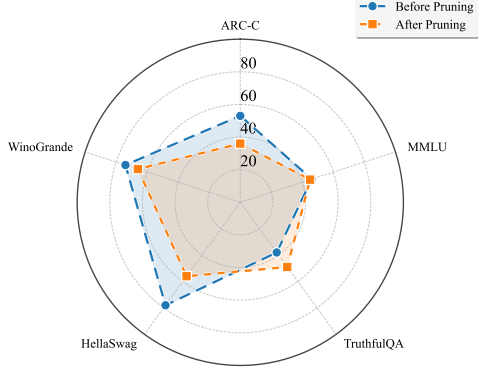 Before Pruning
After Pruning
ARC-C
80
60
40
20
WinoGrande
MMLU
HellaSwag
TruthfulQA